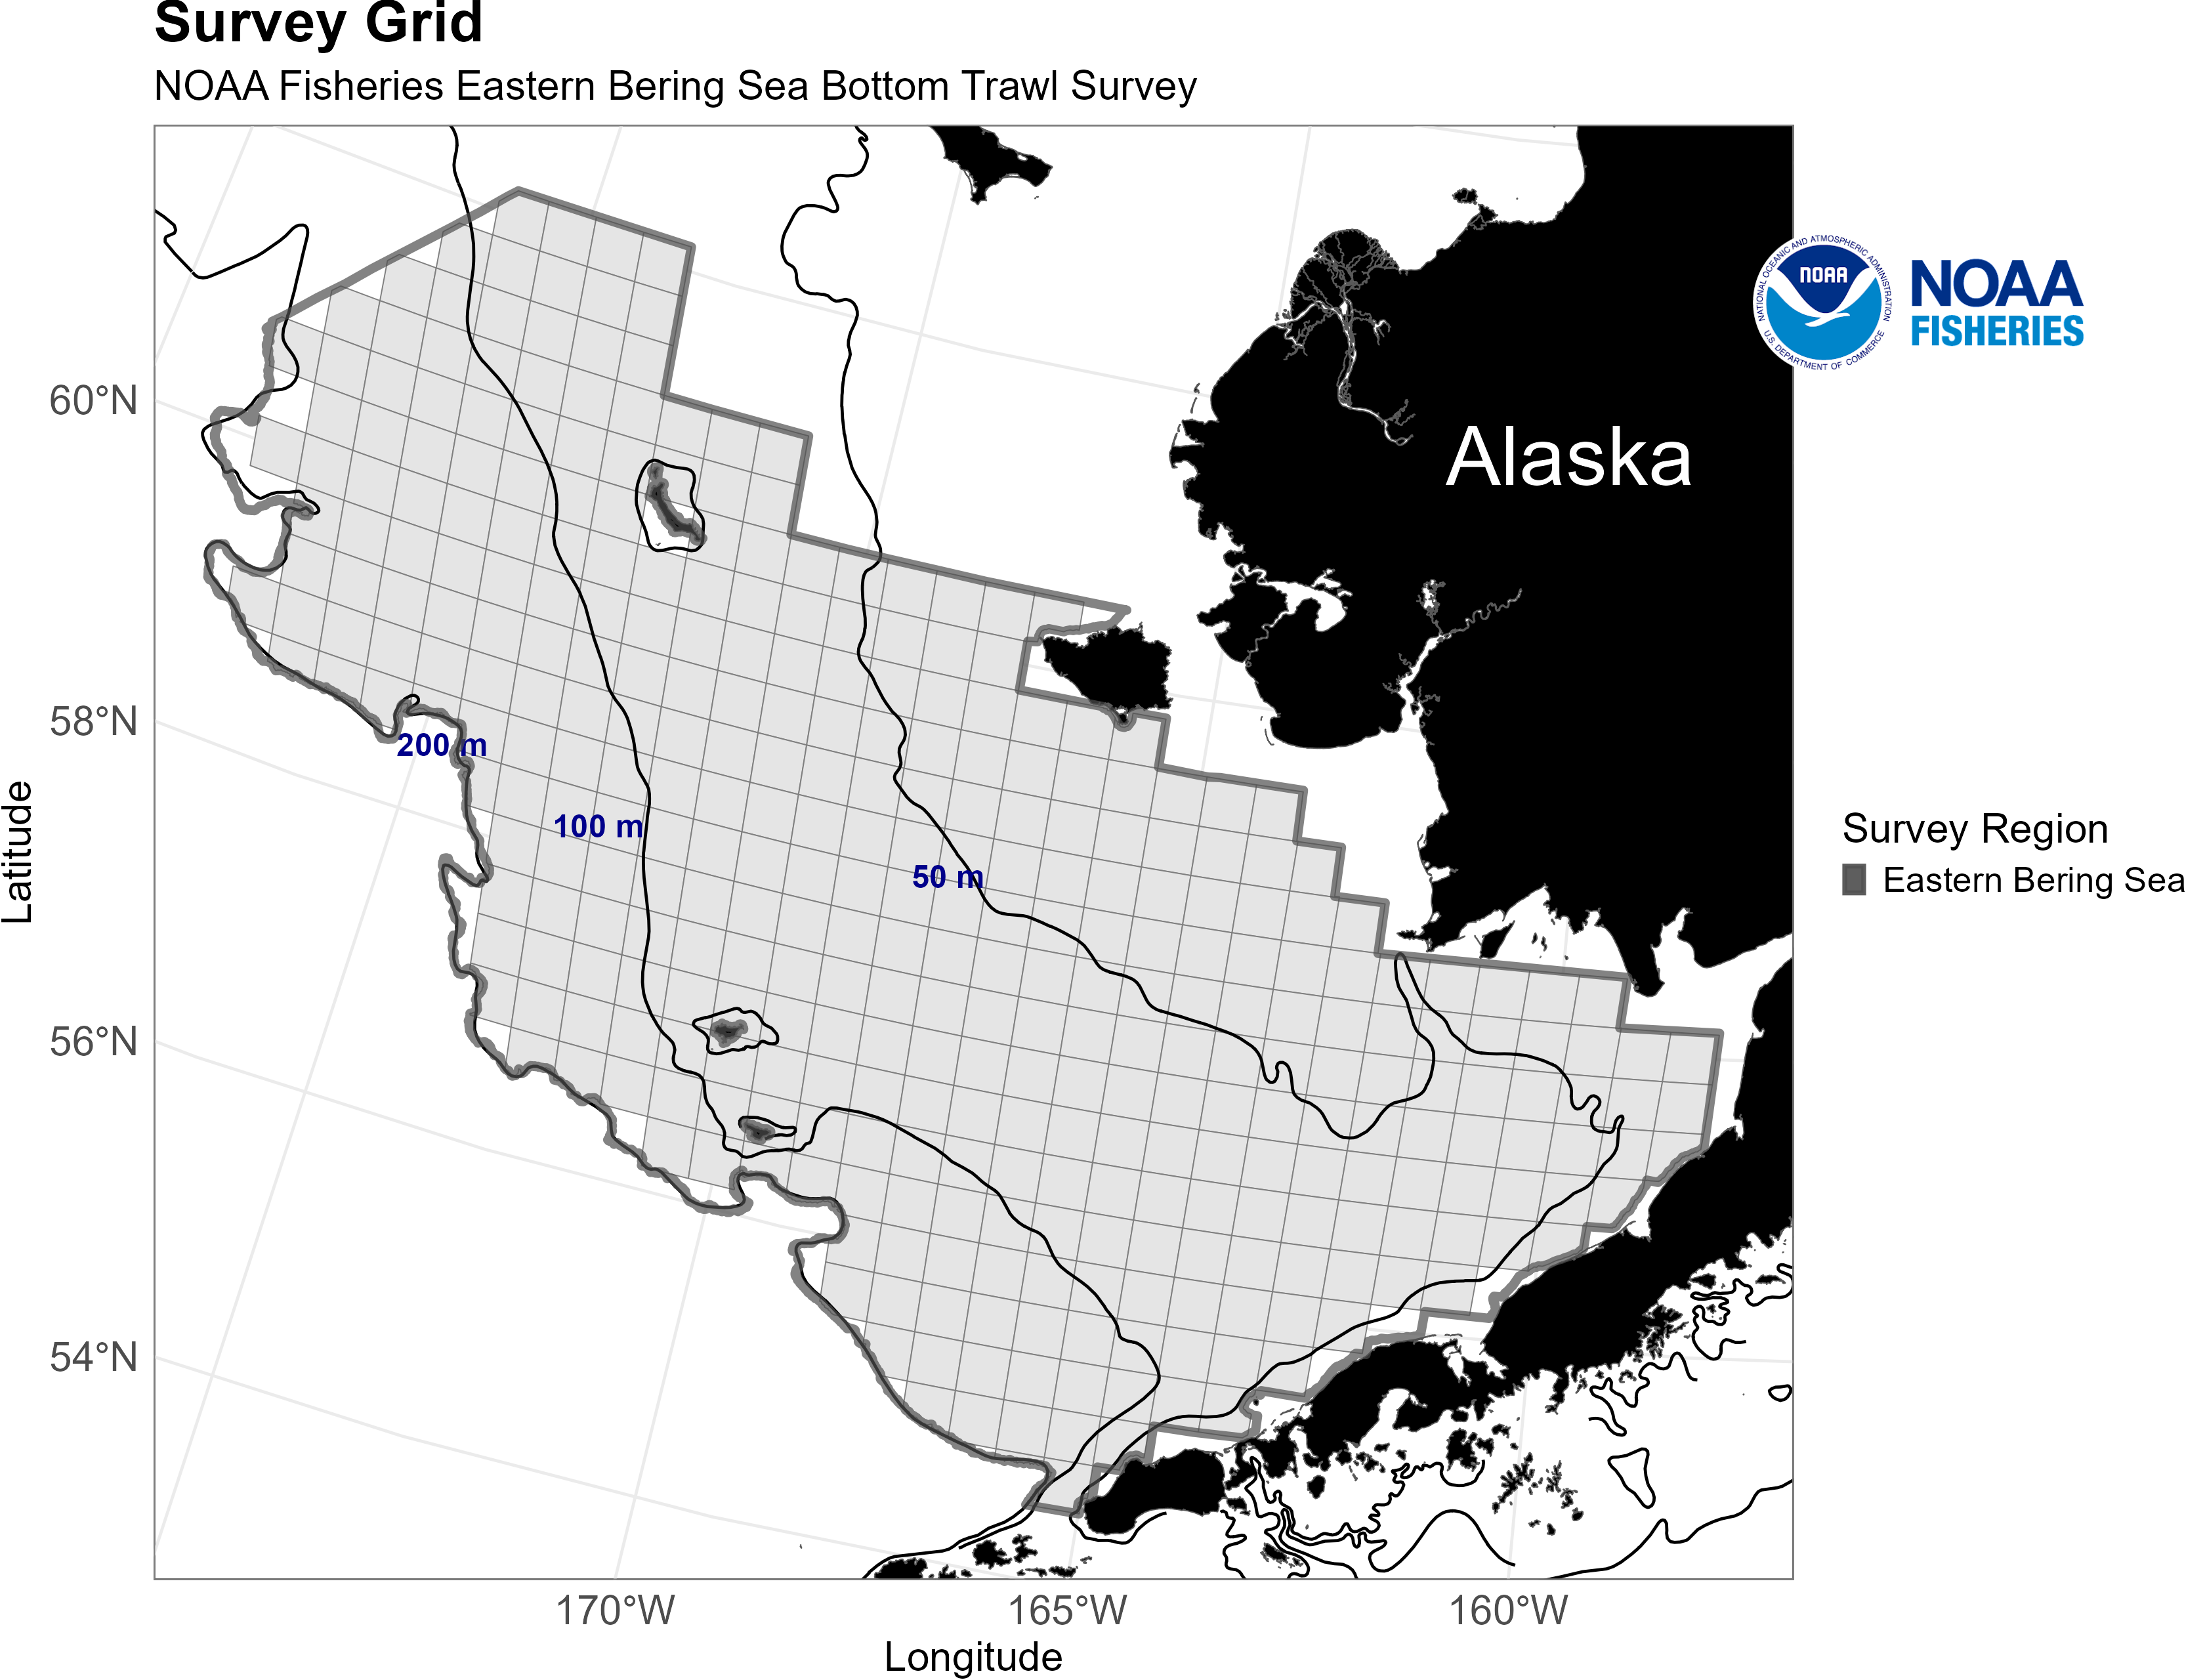 Survey Grid
NOAA Fisheries Eastern Bering Sea Bottom Trawl Survey
NATIONAL OCEANIC AND ATMOSPHERIC ADMINISTRATION
NOAA
U.S. DEPARTMENT OF COMMERCE
NOAA
FISHERIES
Alaska
60°N
58°N
56°N
54°N
Latitude
200 m
100 m
50 m
Survey Region
Eastern Bering Sea
170°W
165°W
160°W
Longitude